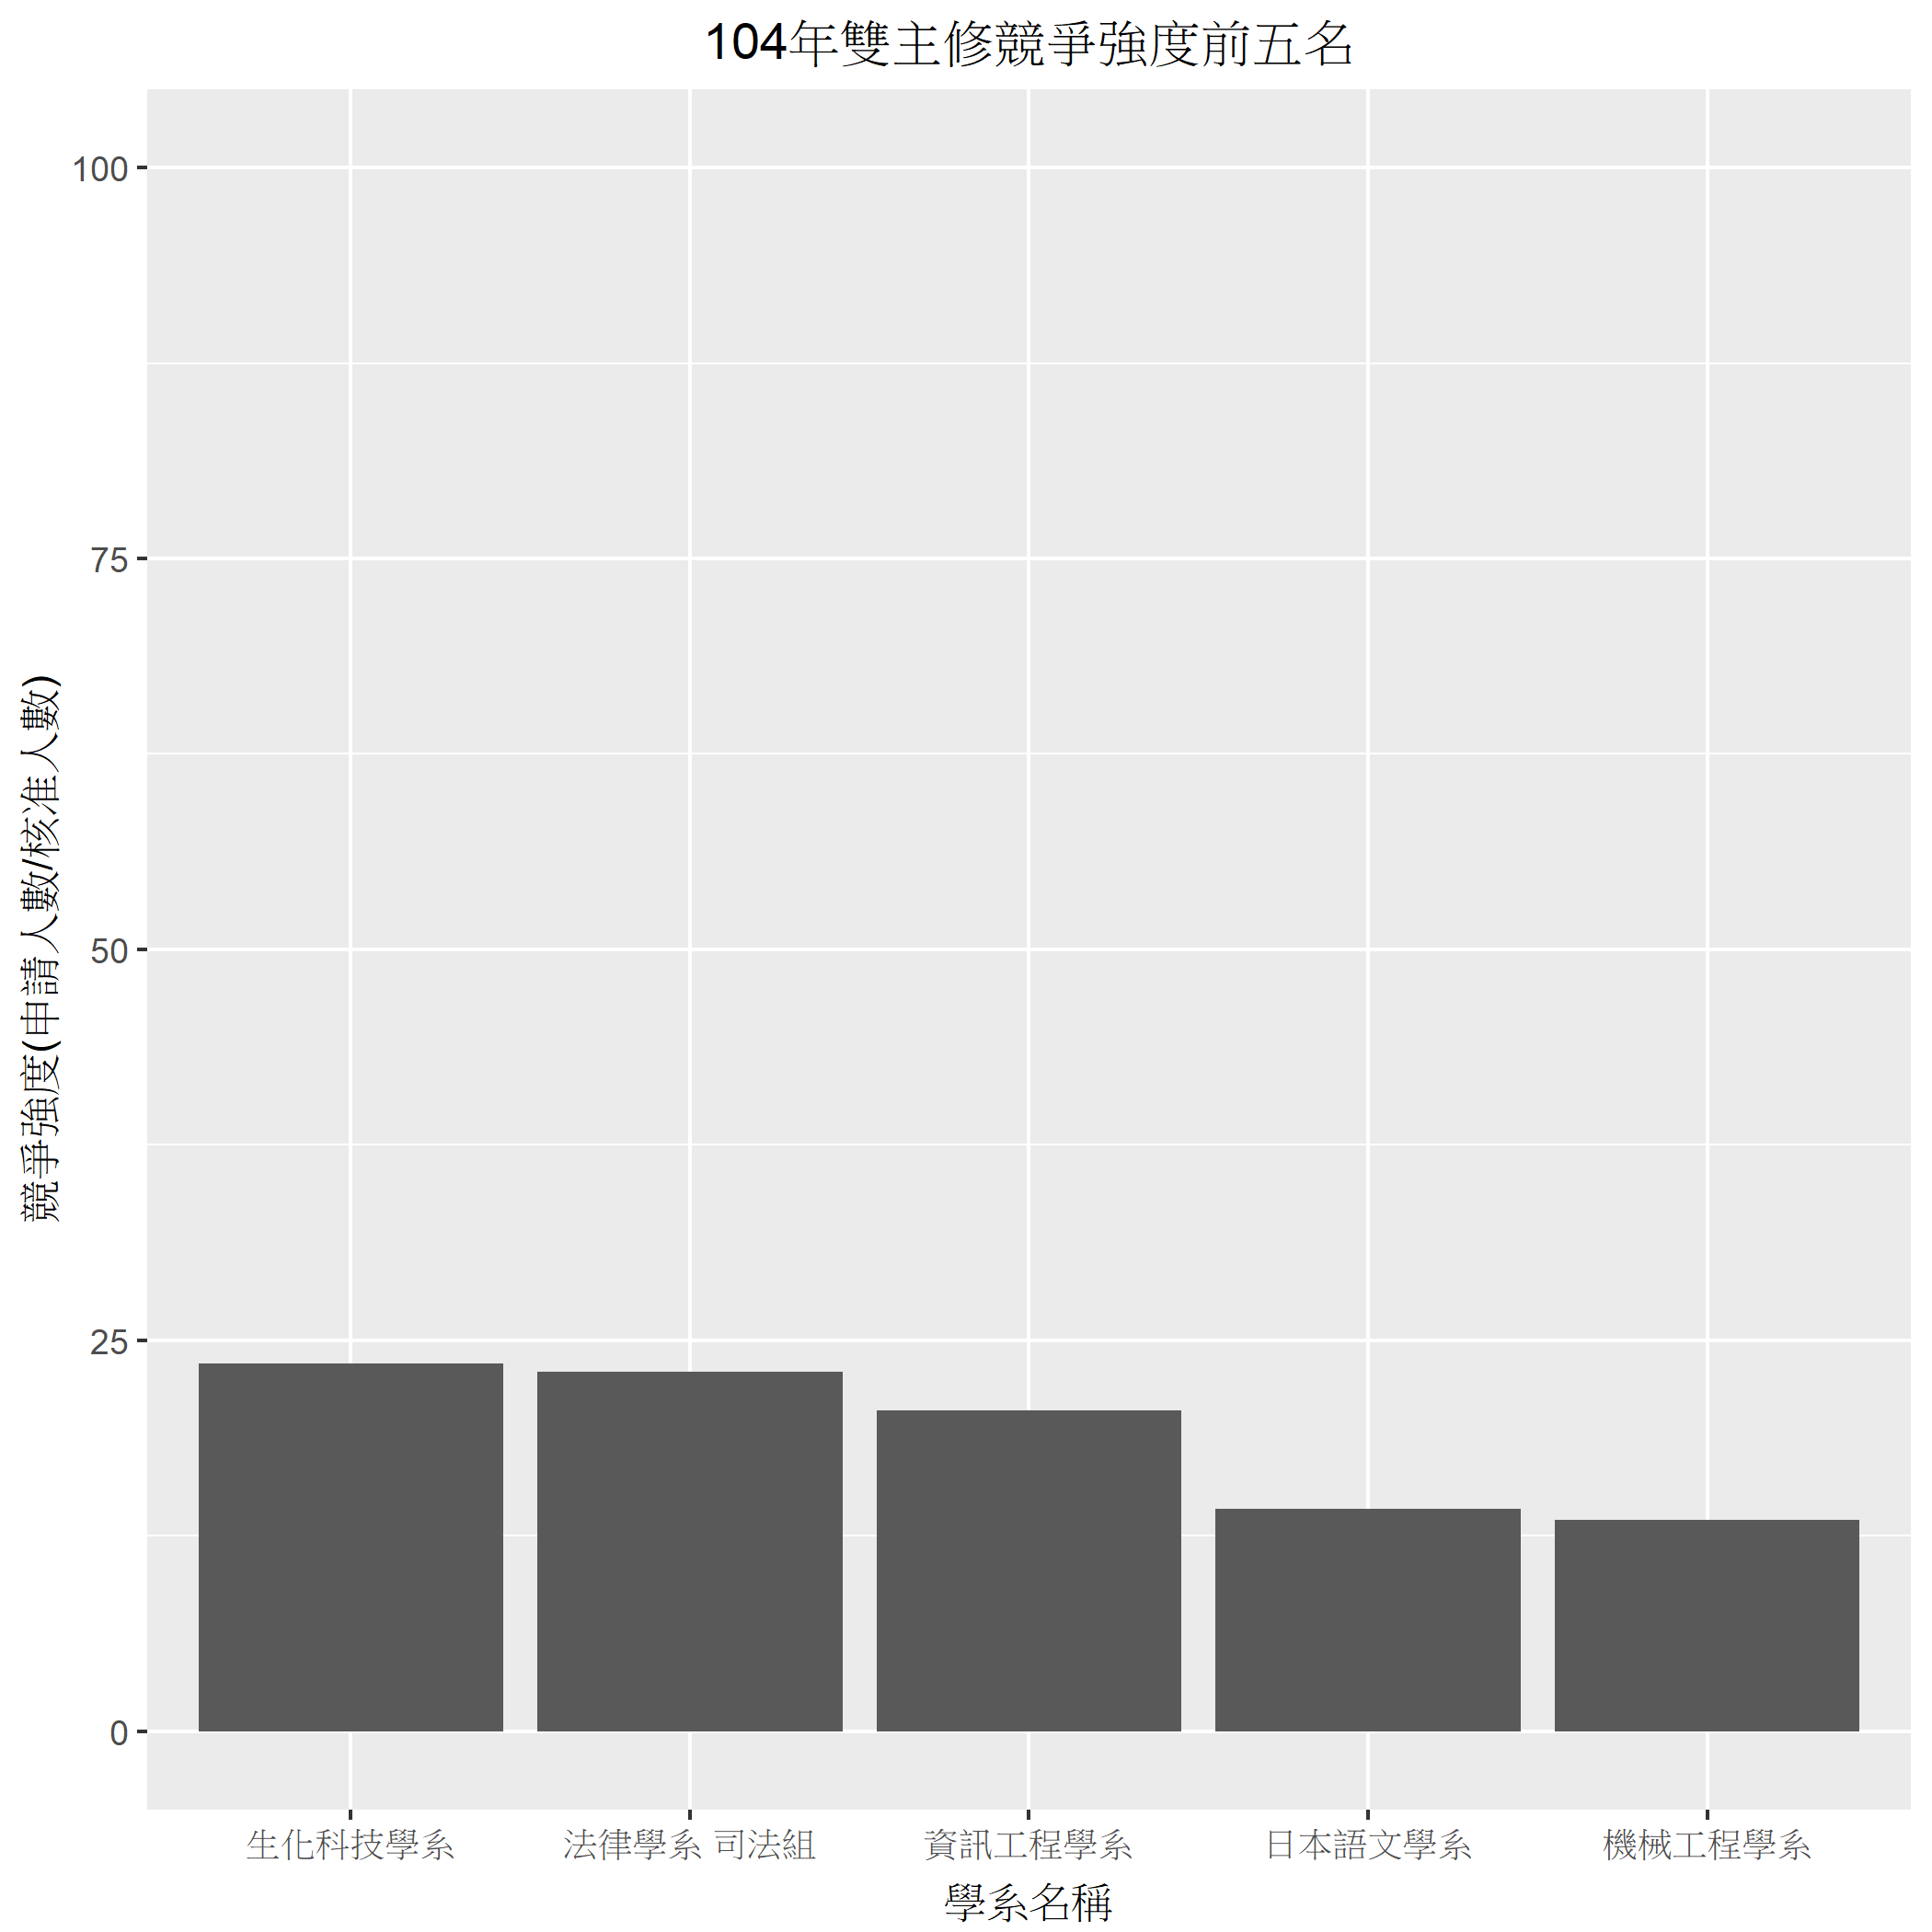 104年雙主修競爭強度前五名
競爭強度(申請人數/核准人數)
100
75
50
25
0
生化科技學系 法律學系 司法組 資訊工程學系 日本語文學系 機械工程學系
學系名稱